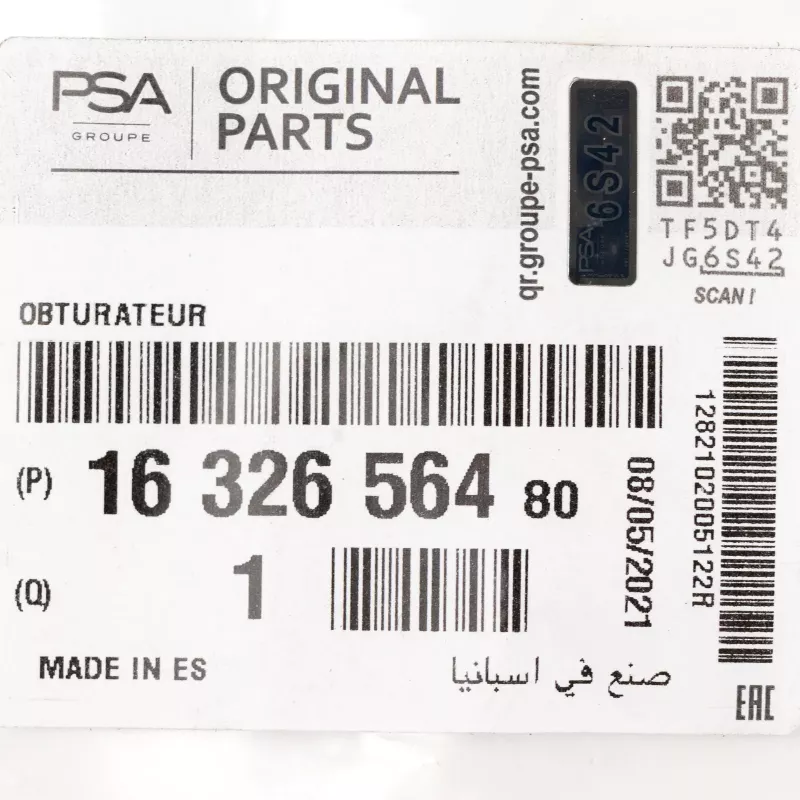 PSA
GROUPE
ORIGINAL
PARTS
qr.groupe-psa.com
PSA 6S42
TF5DT4
JG6S42
SCAN !
OBTURATEUR
(P) 16 326 564 80
08/05/2021
1282102005122R
(Q) 1
MADE IN ES
صنع في اسبانيا
EAC